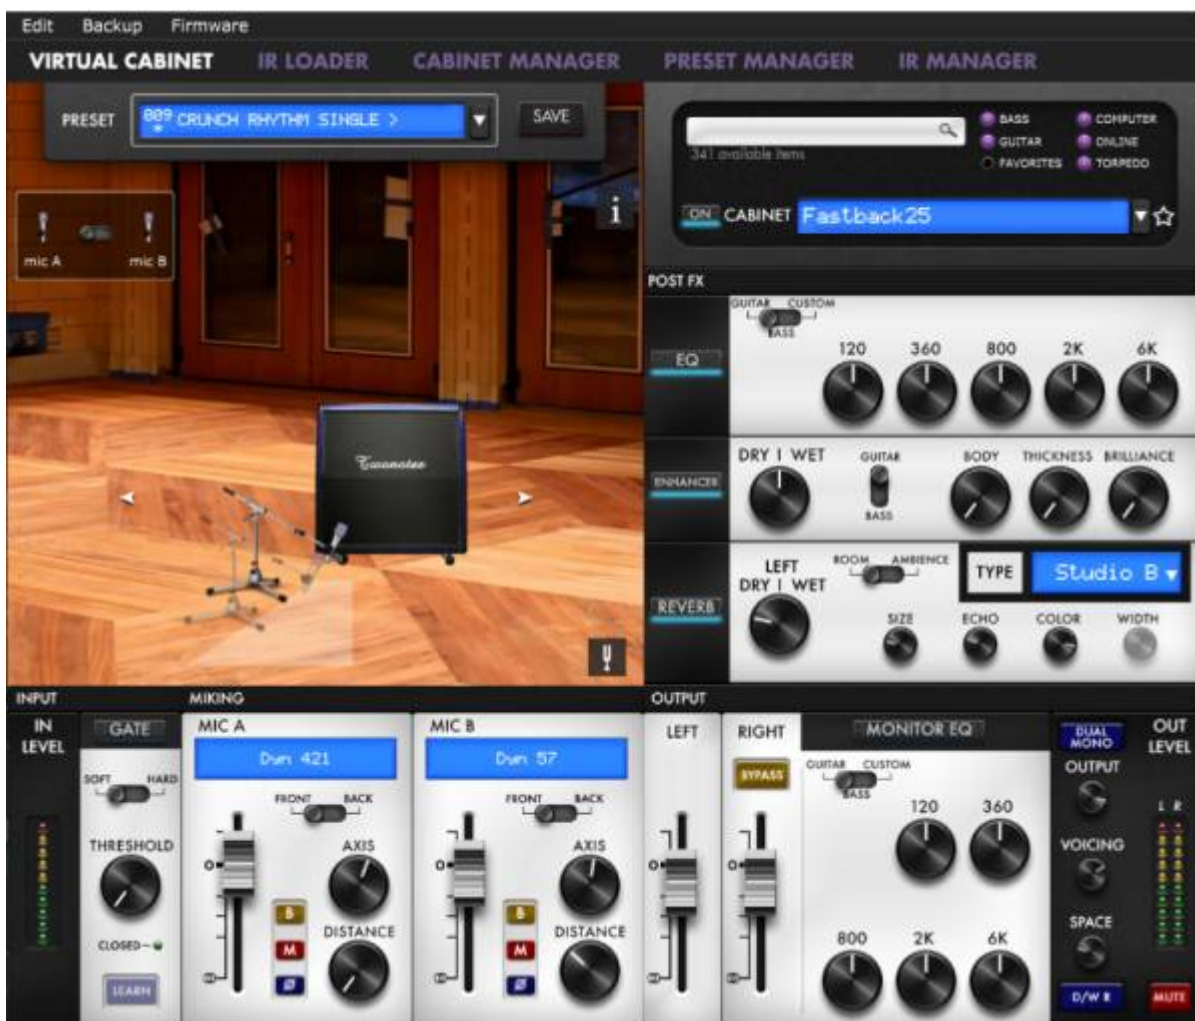 Edit Backup Firmware
VIRTUAL CABINET IR LOADER CABINET MANAGER PRESET MANAGER IR MANAGER
PRESET 009 CRUNCH RHYTHM SINGLE > SAVE
*
mic A mic B
i
Twonotes
341 available items
BASS COMPUTER
GUITAR ONLINE
FAVORITES TORPEDO
ON CABINET Fastback25
POST FX
EQ
GUITAR CUSTOM
BASS
120 360 800 2K 6K
ENHANCER
DRY | WET
GUITAR
BASS
BODY THICKNESS BRILLIANCE
REVERB
LEFT
DRY | WET
ROOM AMBIENCE
TYPE Studio B
SIZE ECHO COLOR WIDTH
INPUT
IN
LEVEL
GATE
SOFT HARD
THRESHOLD
CLOSED
LEARN
MIKING
MIC A
Dyn 421
FRONT BACK
0
AXIS
B
M
Ø
DISTANCE
∞
MIC B
Dyn 57
FRONT BACK
0
AXIS
B
M
Ø
DISTANCE
∞
OUTPUT
LEFT
0
∞
RIGHT
BYPASS
0
∞
MONITOR EQ
GUITAR CUSTOM
BASS
120 360
800 2K 6K
DUAL
MONO
OUTPUT
VOICING
SPACE
D/W R
OUT
LEVEL
L R
MUTE